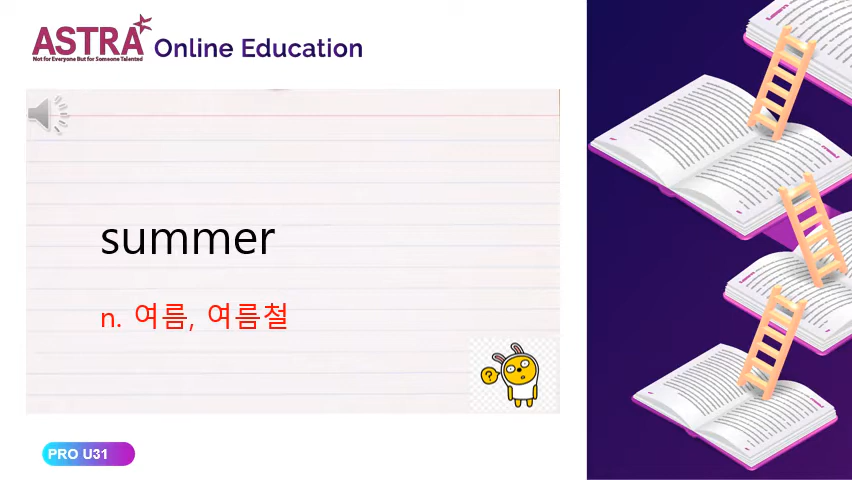 ASTRA
Not for Everyone But for Someone Talented
Online Education
summer
n. 여름, 여름철
?
PRO U31